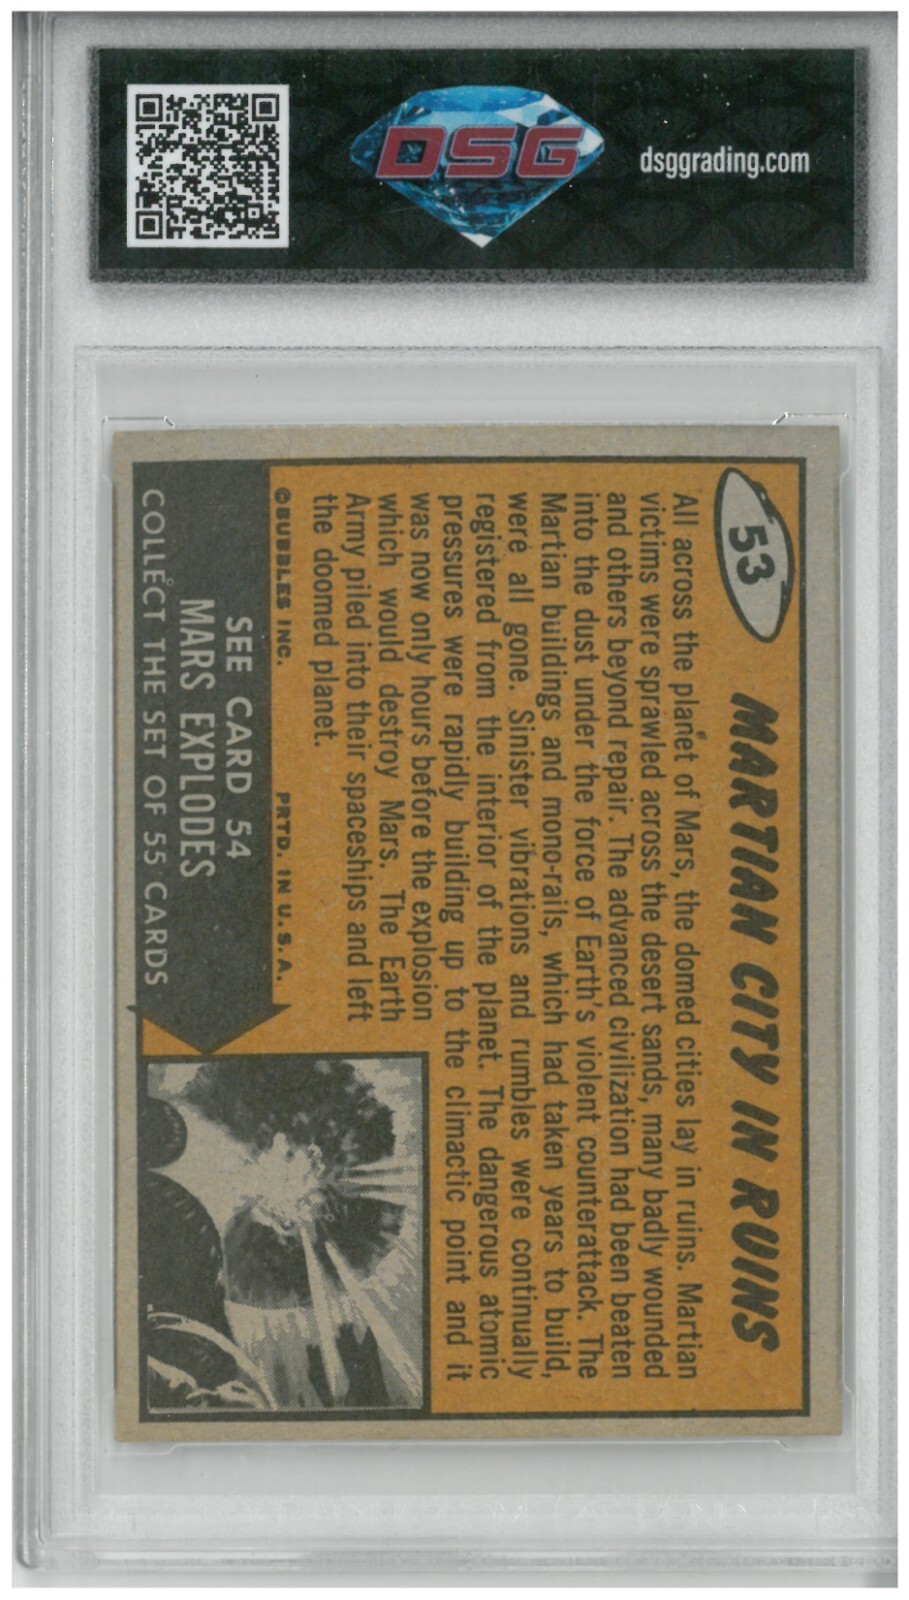 DSG
dsggrading.com
53
MARTIAN CITY IN RUINS
All across the planet of Mars, the domed cities lay in ruins. Martian
victims were sprawled across the desert sands, many badly wounded
and others beyond repair. The advanced civilization had been beaten
into the dust under the force of Earth's violent counterattack. The
Martian buildings and mono-rails, which had taken years to build,
were all gone. Sinister vibrations and rumbles were continually
registered from the interior of the planet. The dangerous atomic
pressures were rapidly building up to the climactic point and it
was now only hours before the explosion
which would destroy Mars. The Earth
Army piled into their spaceships and left
the doomed planet.
©BUBBLES INC. PRTD. IN U.S.A.
SEE CARD 54
MARS EXPLODES
COLLECT THE SET OF 55 CARDS